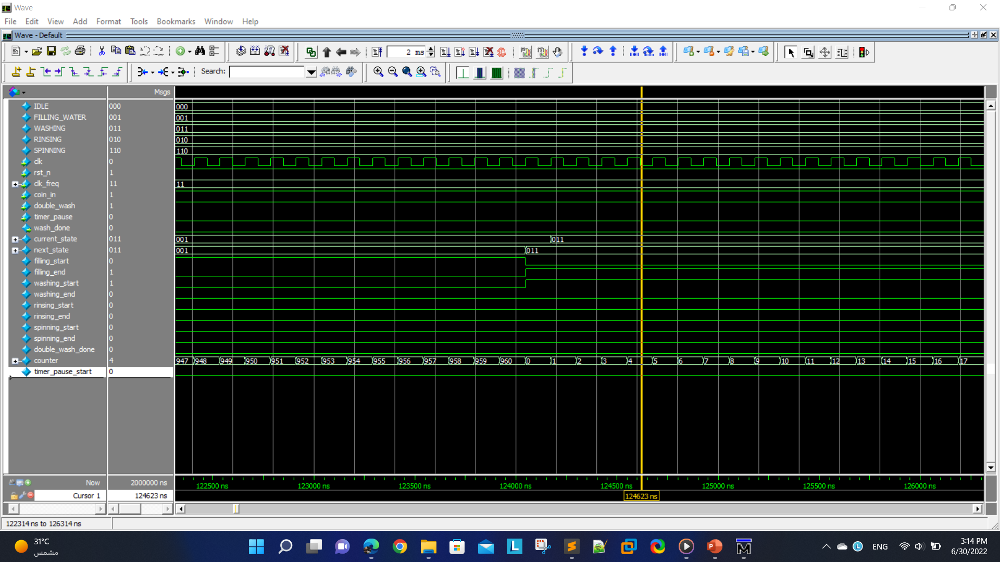 Wave
File Edit View Add Format Tools Bookmarks Window Help
Wave - Default
2 ms
Search:
Msgs
IDLE 000 000
FILLING_WATER 001 001
WASHING 011 011
RINSING 010 010
SPINNING 110 110
clk 0
rst_n 1
clk_freq 11 11
coin_in 1
double_wash 1
timer_pause 0
wash_done 0
current_state 011 001 011
next_state 011 001 011
filling_start 0
filling_end 1
washing_start 1
washing_end 0
rinsing_start 0
rinsing_end 0
spinning_start 0
spinning_end 0
double_wash_done 0
counter 4 947 948 949 950 951 952 953 954 955 956 957 958 959 960 0 1 2 3 4 5 6 7 8 9 10 11 12 13 14 15 16 17
timer_pause_start 0
Now 2000000 ns 122500 ns 123000 ns 123500 ns 124000 ns 124500 ns 125000 ns 125500 ns 126000 ns
Cursor 1 124623 ns 124623 ns
122314 ns to 126314 ns
31°C
مشمس
L
P
L
ENG
3:14 PM
6/30/2022